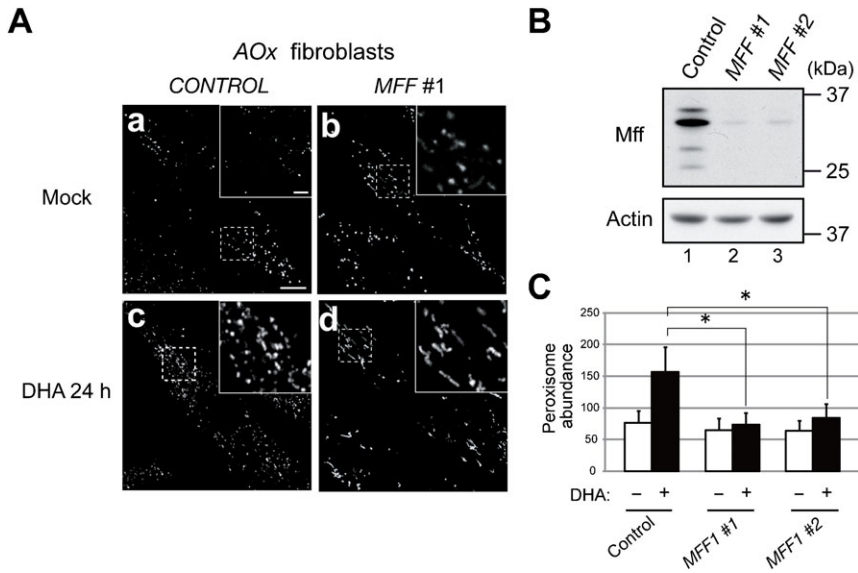 A
AOx fibroblasts
CONTROL MFF #1
a b
Mock
c d
DHA 24 h
B
Control MFF #1 MFF #2 (kDa)
37
Mff
25
Actin
37
1 2 3
C
250
200
150
100
50
0
Peroxisome
abundance
* *
DHA: – + – + – +
Control MFF1 #1 MFF1 #2